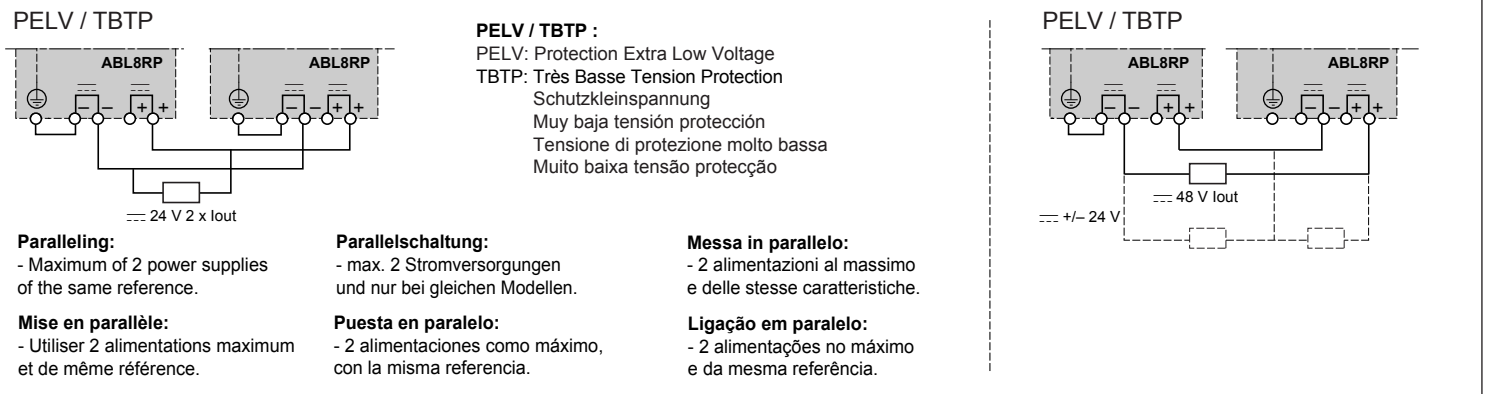 PELV / TBTP
ABL8RP
ABL8RP
– – + +
– – + +
24 V 2 x Iout
PELV / TBTP :
PELV: Protection Extra Low Voltage
TBTP: Très Basse Tension Protection
Schutzkleinspannung
Muy baja tensión protección
Tensione di protezione molto bassa
Muito baixa tensão protecção
Paralleling:
- Maximum of 2 power supplies
of the same reference.
Parallelschaltung:
- max. 2 Stromversorgungen
und nur bei gleichen Modellen.
Messa in parallelo:
- 2 alimentazioni al massimo
e delle stesse caratteristiche.
Mise en parallèle:
- Utiliser 2 alimentations maximum
et de même référence.
Puesta en paralelo:
- 2 alimentaciones como máximo,
con la misma referencia.
Ligação em paralelo:
- 2 alimentações no máximo
e da mesma referência.
PELV / TBTP
ABL8RP
ABL8RP
– – + +
– – + +
48 V Iout
+/– 24 V